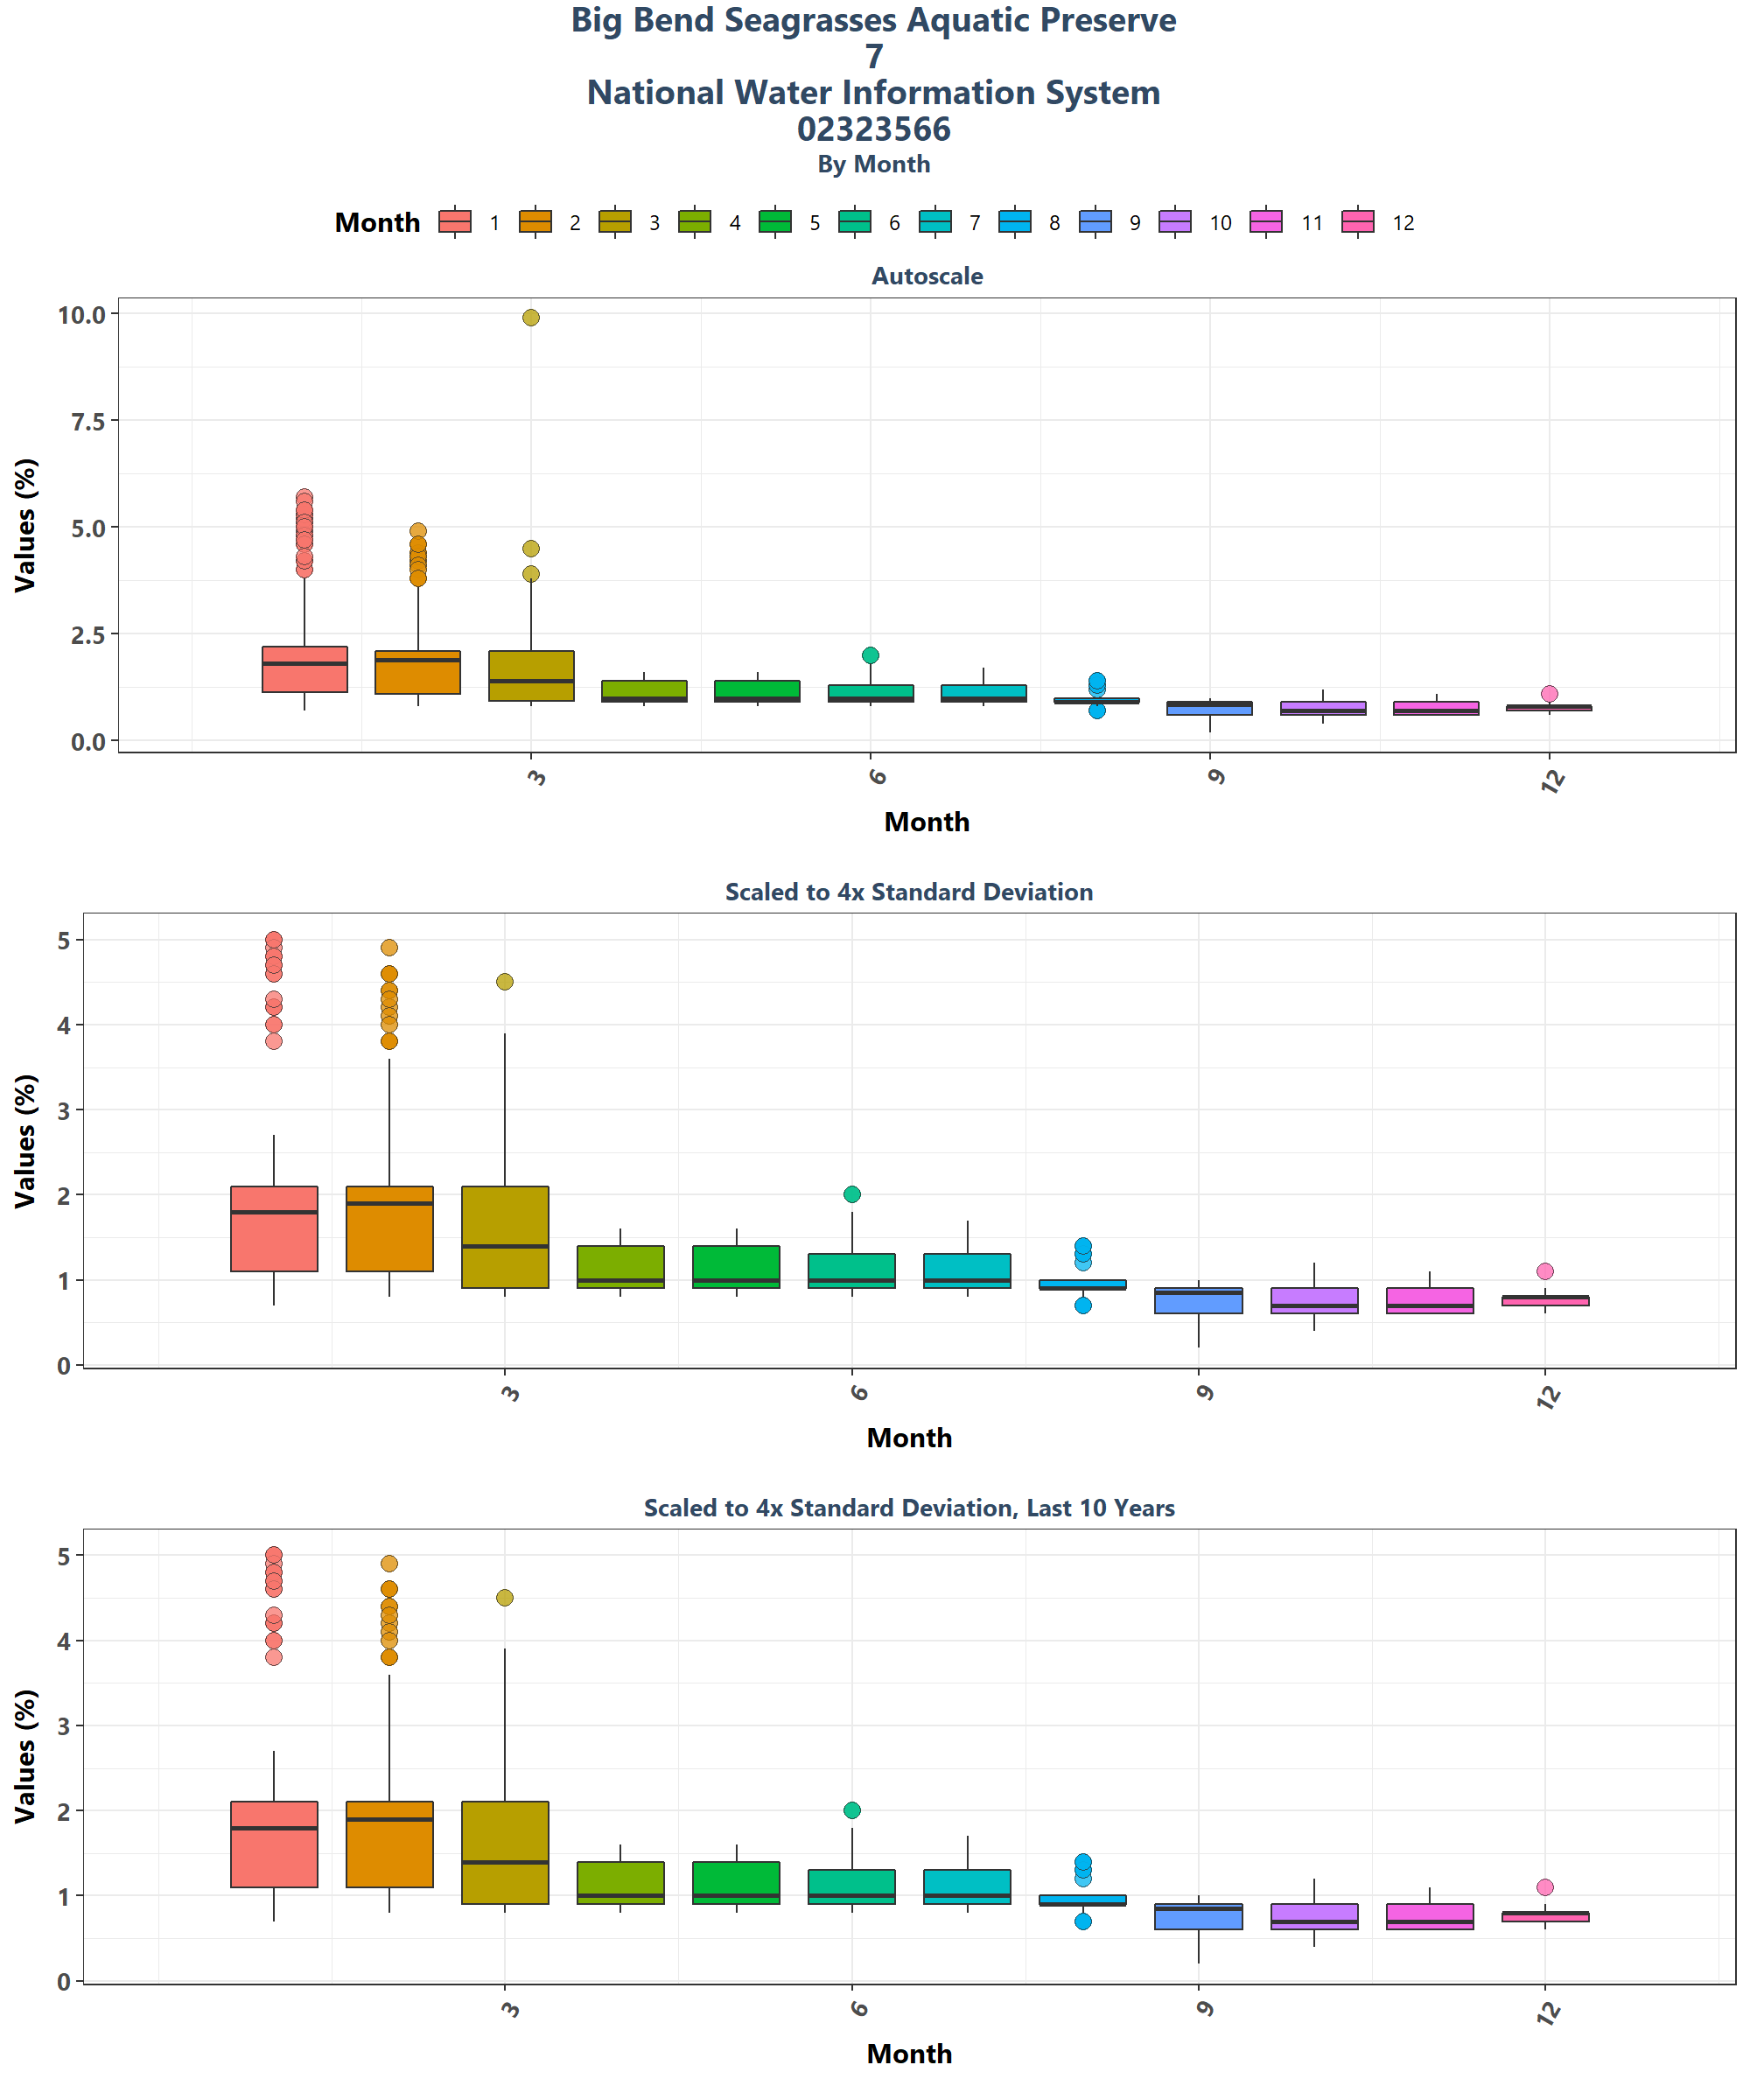 Big Bend Seagrasses Aquatic Preserve
7
National Water Information System
02323566
By Month
Month 1 2 3 4 5 6 7 8 9 10 11 12
Autoscale
10.0
7.5
5.0
2.5
0.0
Values (%)
3 6 9 12
Month
Scaled to 4x Standard Deviation
5
4
3
2
1
0
Values (%)
3 6 9 12
Month
Scaled to 4x Standard Deviation, Last 10 Years
5
4
3
2
1
0
Values (%)
3 6 9 12
Month